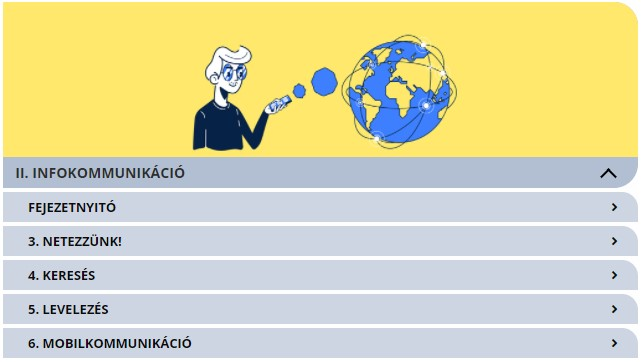 II. INFOKOMMUNIKÁCIÓ
FEJEZETNYITÓ
3. NETEZZÜNK!
4. KERESÉS
5. LEVELEZÉS
6. MOBILKOMMUNIKÁCIÓ